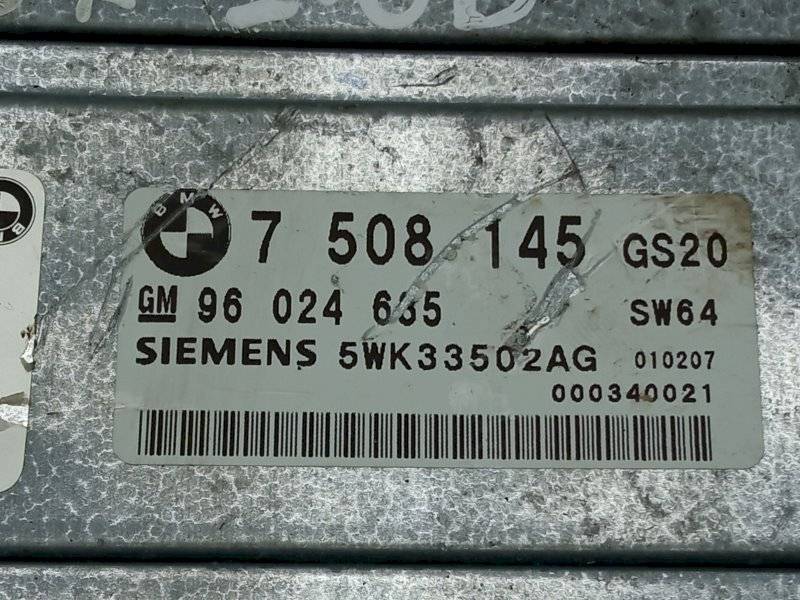 BMW 7 508 145 GS20
GM 96 024 635 SW64
SIEMENS 5WK33502AG 010207
000340021